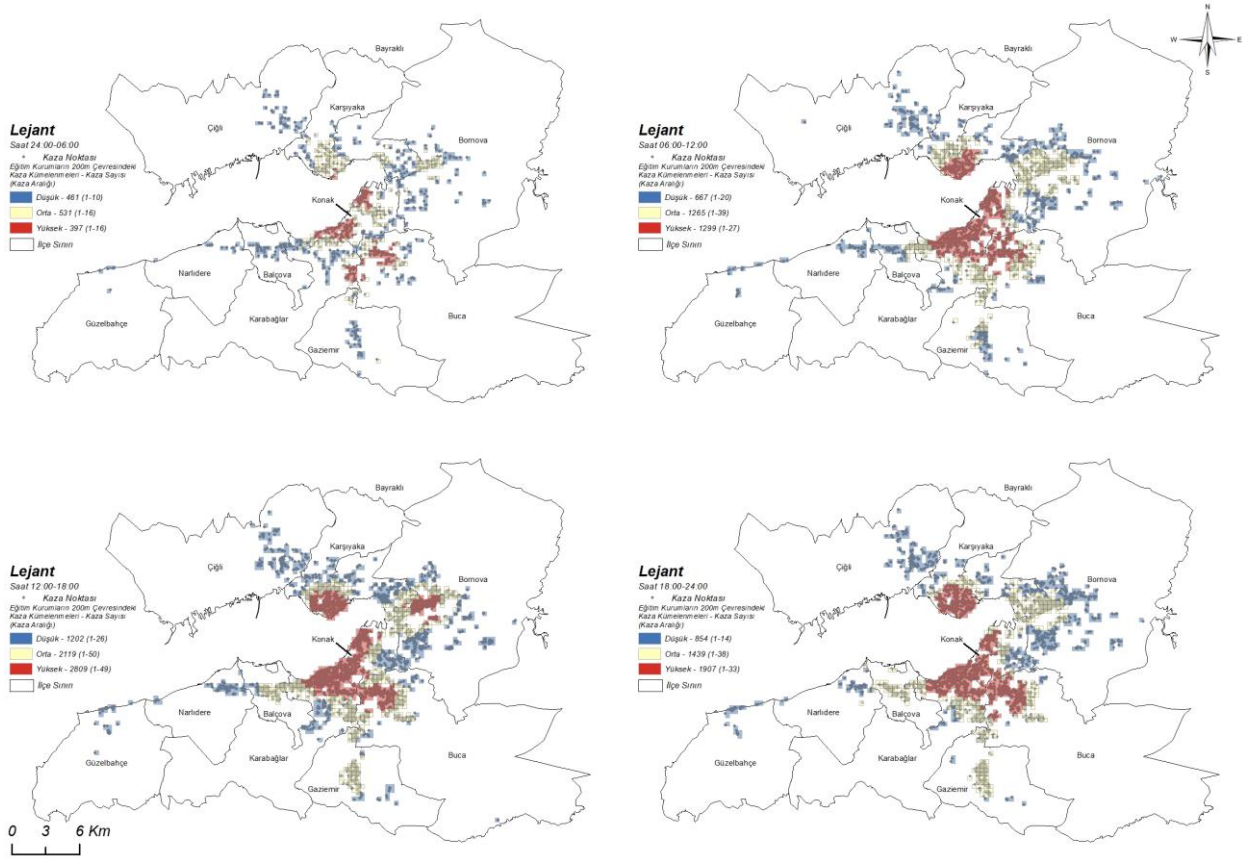 N
W E
S
Bayraklı
Karşıyaka
Çiğli
Bornova
Konak
Narlıdere
Balçova
Güzelbahçe
Karabağlar
Buca
Gaziemir
Lejant
Saat 24:00-06:00
Kaza Noktası
Eğitim Kurumların 200m Çevresindeki
Kaza Kümelenmeleri - Kaza Sayısı
(Kaza Aralığı)
Düşük - 461 (1-10)
Orta - 531 (1-16)
Yüksek - 397 (1-16)
İlçe Sınırı
Bayraklı
Karşıyaka
Çiğli
Bornova
Konak
Narlıdere
Balçova
Güzelbahçe
Karabağlar
Buca
Gaziemir
Lejant
Saat 06:00-12:00
Kaza Noktası
Eğitim Kurumların 200m Çevresindeki
Kaza Kümelenmeleri - Kaza Sayısı
(Kaza Aralığı)
Düşük - 667 (1-20)
Orta - 1265 (1-39)
Yüksek - 1299 (1-27)
İlçe Sınırı
Bayraklı
Karşıyaka
Çiğli
Bornova
Konak
Narlıdere
Balçova
Güzelbahçe
Karabağlar
Buca
Gaziemir
Lejant
Saat 12:00-18:00
Kaza Noktası
Eğitim Kurumların 200m Çevresindeki
Kaza Kümelenmeleri - Kaza Sayısı
(Kaza Aralığı)
Düşük - 1202 (1-26)
Orta - 2119 (1-50)
Yüksek - 2809 (1-49)
İlçe Sınırı
Bayraklı
Karşıyaka
Çiğli
Bornova
Konak
Narlıdere
Balçova
Güzelbahçe
Karabağlar
Buca
Gaziemir
Lejant
Saat 18:00-24:00
Kaza Noktası
Eğitim Kurumların 200m Çevresindeki
Kaza Kümelenmeleri - Kaza Sayısı
(Kaza Aralığı)
Düşük - 854 (1-14)
Orta - 1439 (1-38)
Yüksek - 1907 (1-33)
İlçe Sınırı
0 3 6 Km